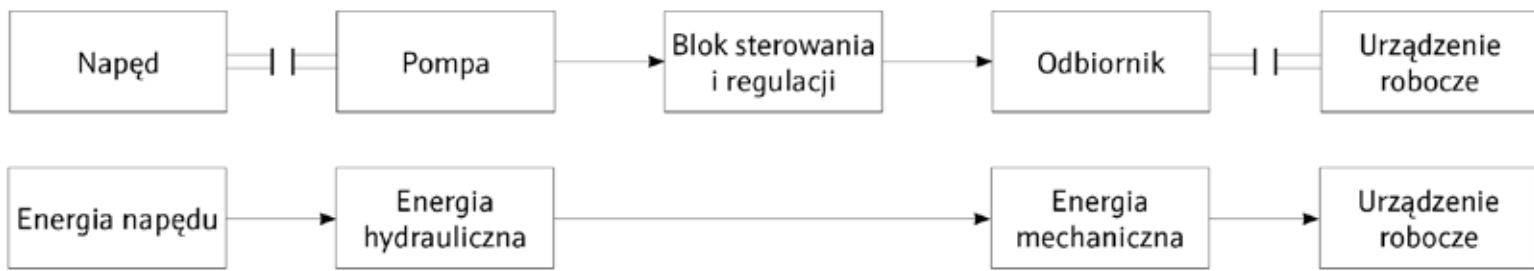 Napęd
Pompa
Blok sterowania
i regulacji
Odbiornik
Urządzenie
robocze
Energia napędu
Energia
hydrauliczna
Energia
mechaniczna
Urządzenie
robocze